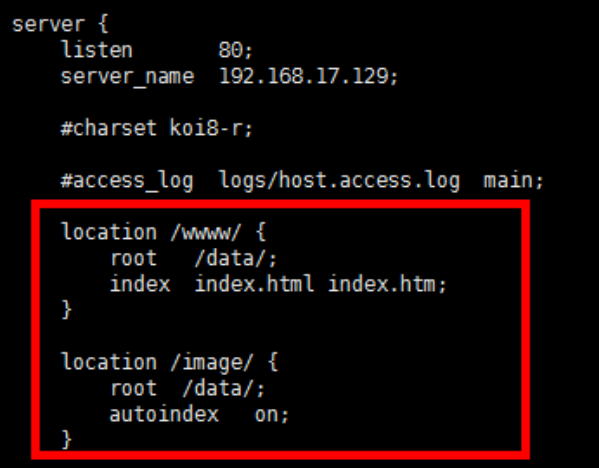 server {
    listen       80;
    server_name  192.168.17.129;
    #charset koi8-r;
    #access_log  logs/host.access.log  main;
    location /www/ {
        root   /data/;
        index  index.html index.htm;
    }
    location /image/ {
        root  /data/;
        autoindex   on;
    }